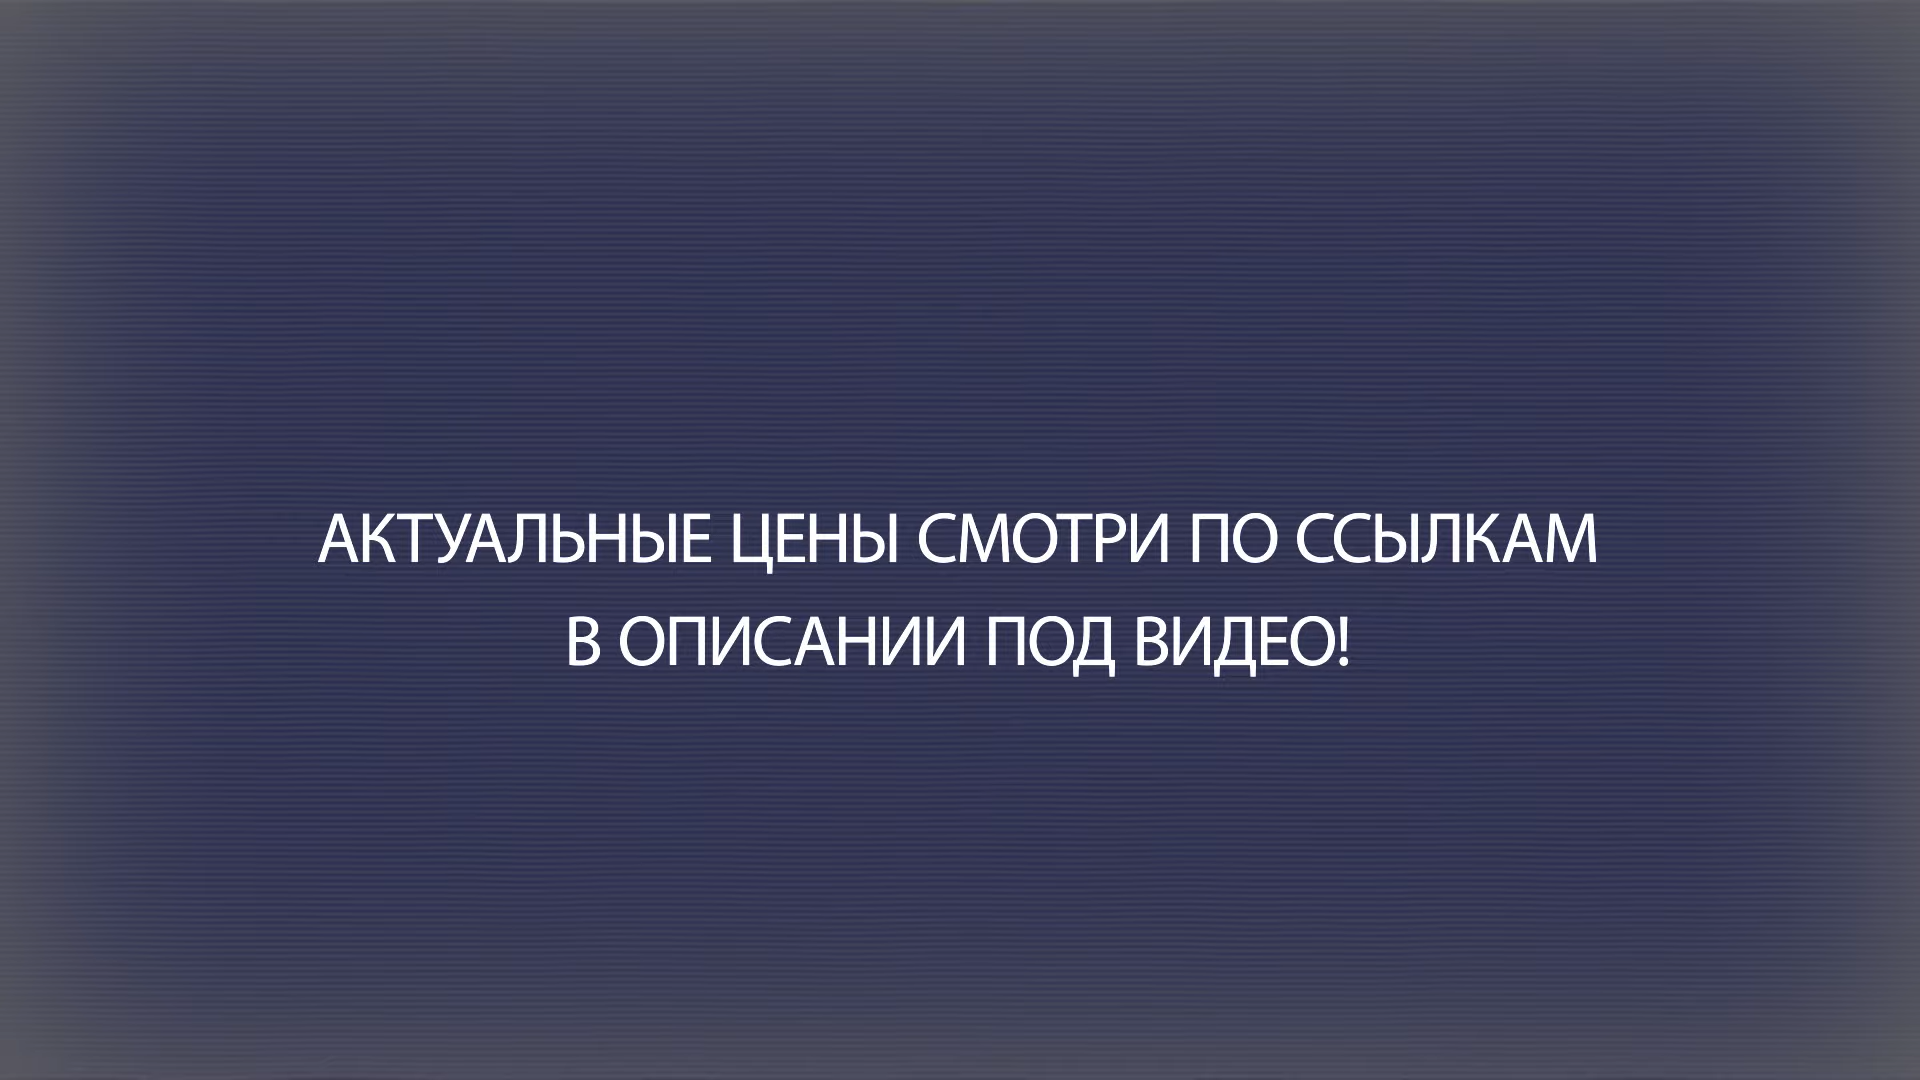 АКТУАЛЬНЫЕ ЦЕНЫ СМОТРИ ПО ССЫЛКАМ
В ОПИСАНИИ ПОД ВИДЕО!